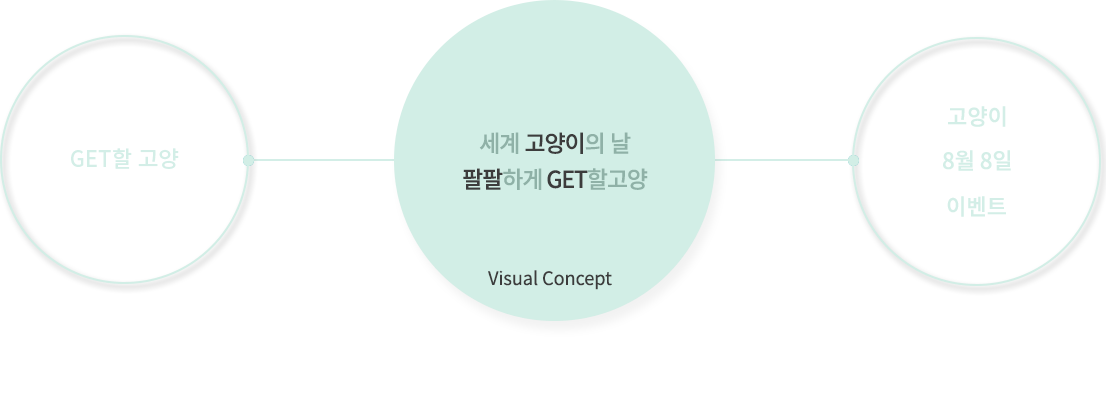 GET할 고양
세계 고양이의 날
팔팔하게 GET할고양
Visual Concept
고양이
8월 8일
이벤트